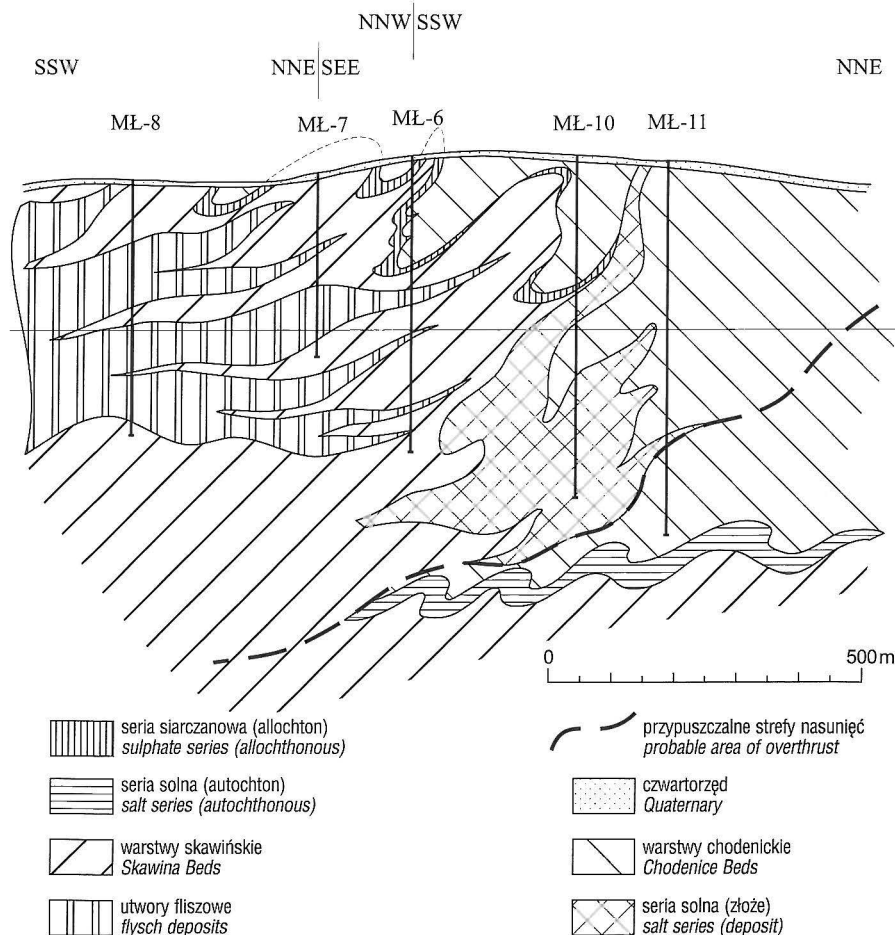 NNW SSW
SSW NNE SEE NNE
MŁ-8 MŁ-7 MŁ-6 MŁ-10 MŁ-11
0 500 m
seria siarczanowa (allochton)
sulphate series (allochthonous)
seria solna (autochton)
salt series (autochthonous)
warstwy skawińskie
Skawina Beds
utwory fliszowe
flysch deposits
przypuszczalne strefy nasunięć
probable area of overthrust
czwartorzęd
Quaternary
warstwy chodenickie
Chodenice Beds
seria solna (złoże)
salt series (deposit)